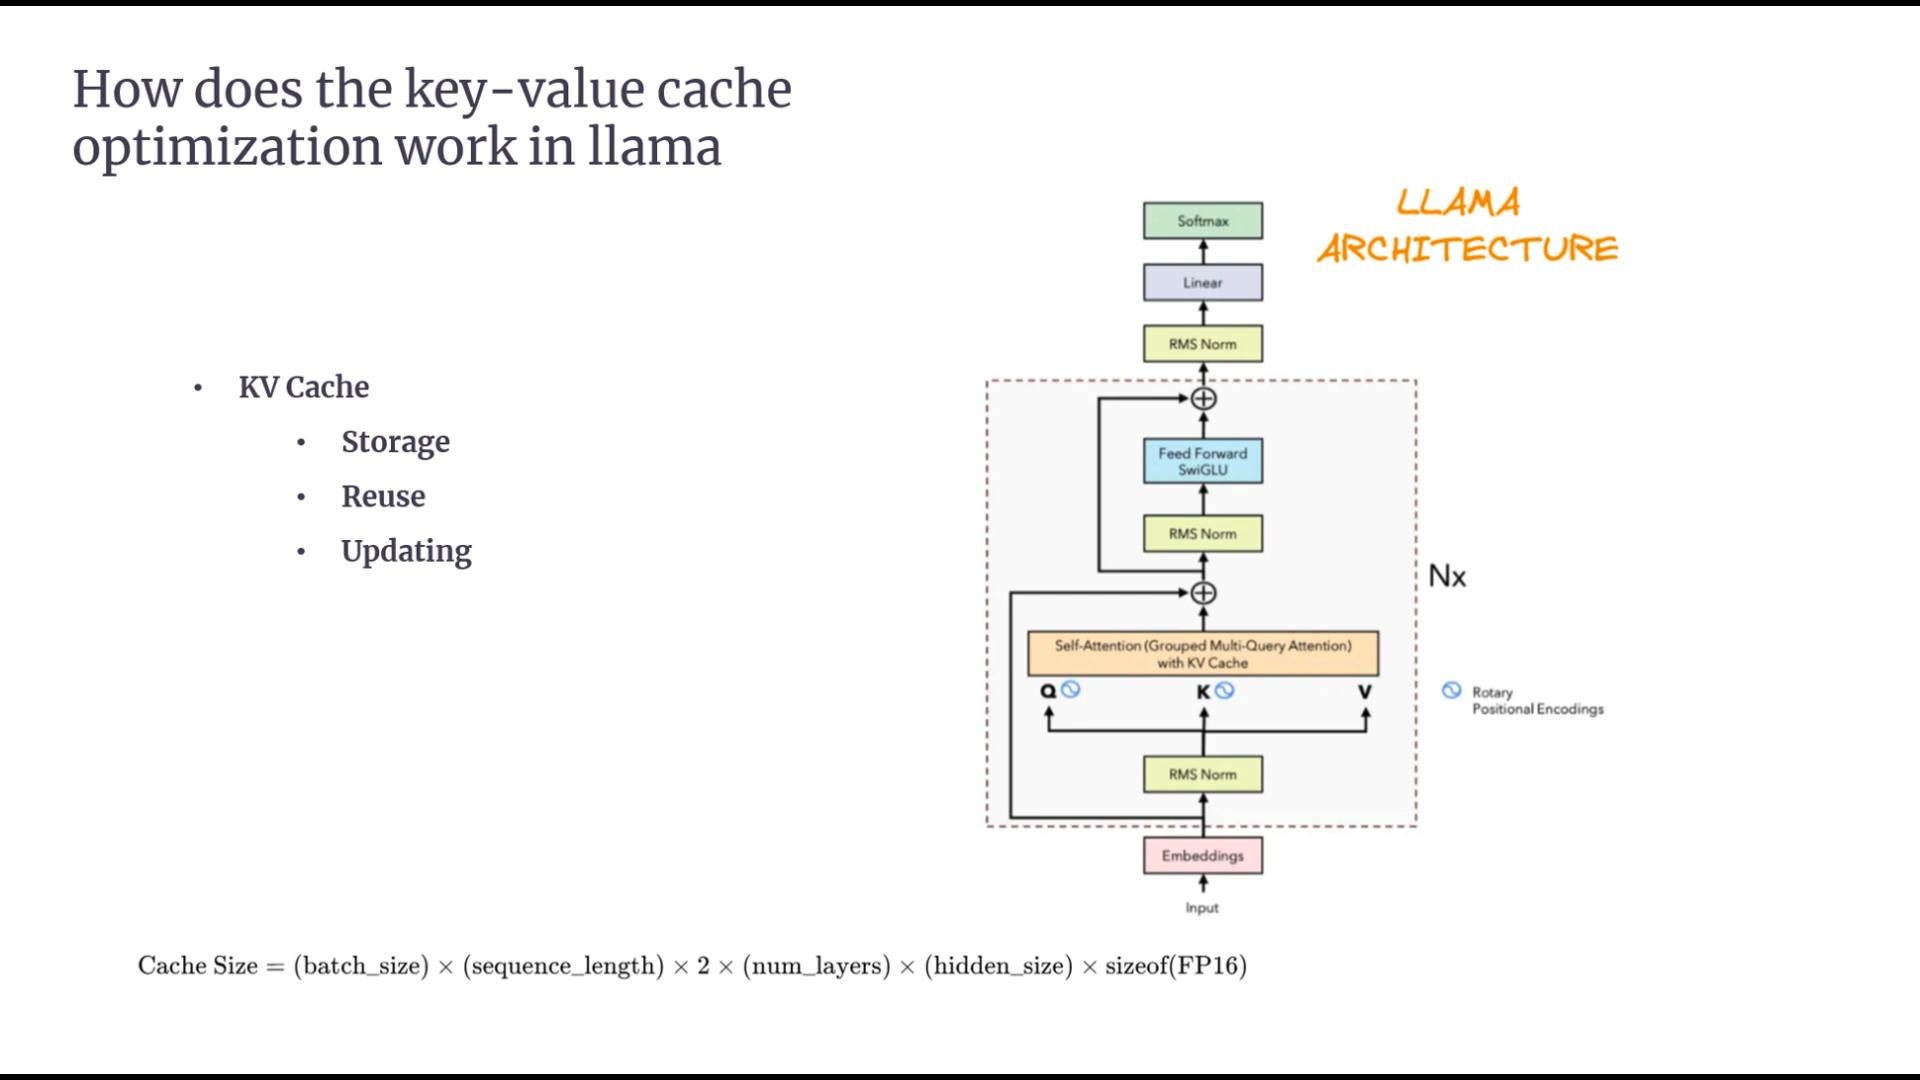 How does the key-value cache
optimization work in llama
LLAMA
ARCHITECTURE
• KV Cache
• Storage
• Reuse
• Updating
Softmax
Linear
RMS Norm
Feed Forward
SwiGLU
RMS Norm
Nx
Self-Attention (Grouped Multi-Query Attention)
with KV Cache
Q K V
Rotary
Positional Encodings
RMS Norm
Embeddings
Input
Cache Size = (batch_size) × (sequence_length) × 2 × (num_layers) × (hidden_size) × sizeof(FP16)